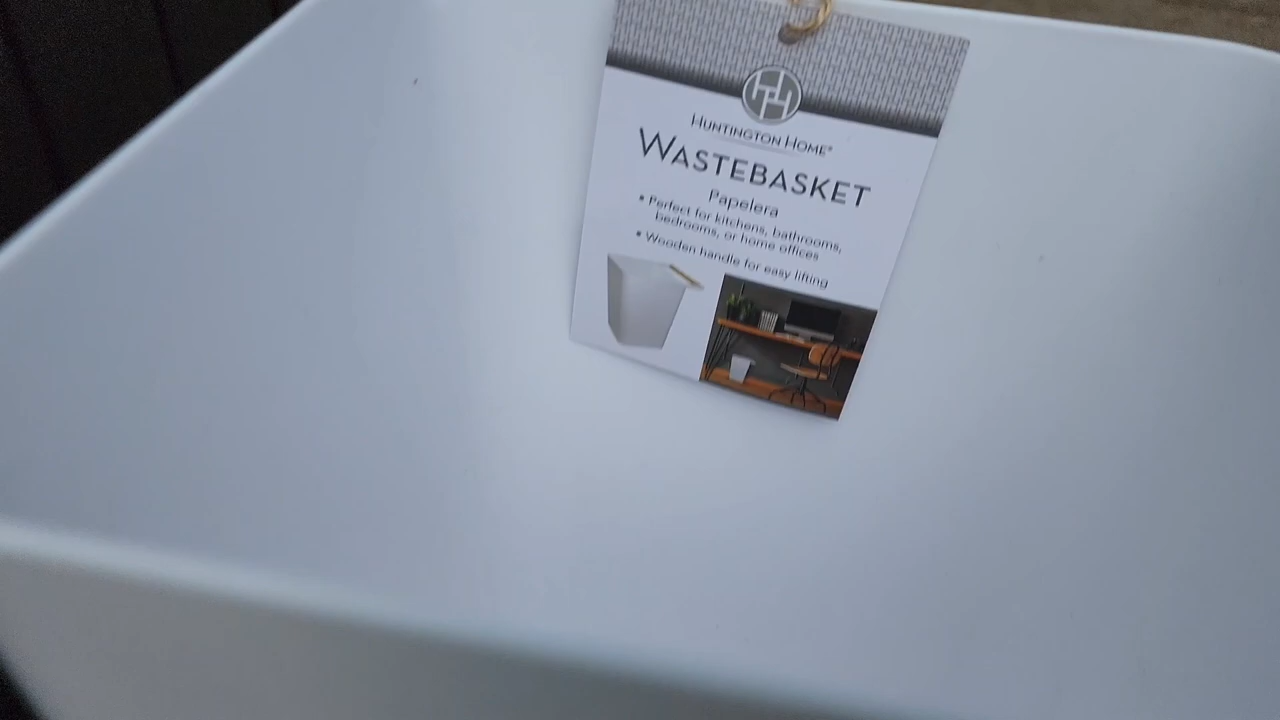 HUNTINGTON HOME®
WASTEBASKET
Papelera
• Perfect for kitchens, bathrooms,
bedrooms, or home offices
• Wooden handle for easy lifting